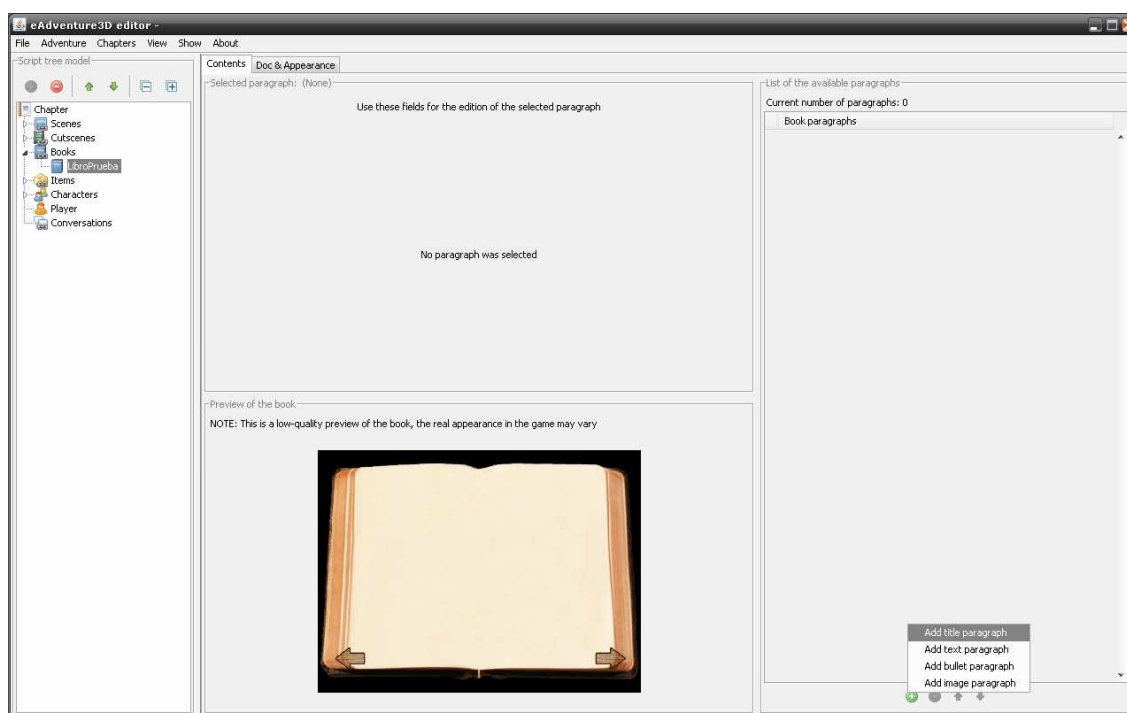 eAdventure3D editor -
File Adventure Chapters View Show About
Script tree model
Chapter
Scenes
Cutscenes
Books
LibroPrueba
Items
Characters
Player
Conversations
Contents Doc & Appearance
Selected paragraph: (None)
Use these fields for the edition of the selected paragraph
No paragraph was selected
Preview of the book
NOTE: This is a low-quality preview of the book, the real appearance in the game may vary
List of the available paragraphs
Current number of paragraphs: 0
Book paragraphs
Add title paragraph
Add text paragraph
Add bullet paragraph
Add image paragraph